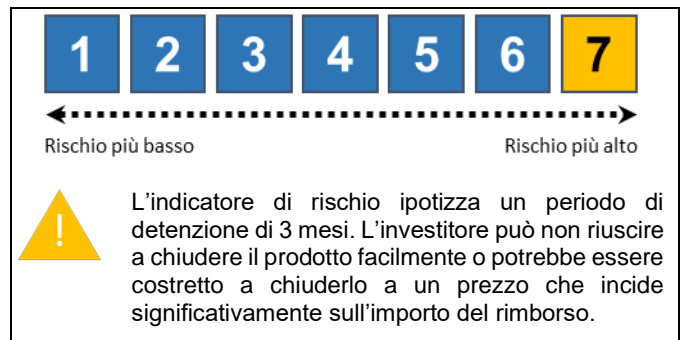 1 2 3 4 5 6 7
Rischio più basso Rischio più alto
!
L'indicatore di rischio ipotizza un periodo di
detenzione di 3 mesi. L'investitore può non riuscire
a chiudere il prodotto facilmente o potrebbe essere
costretto a chiuderlo a un prezzo che incide
significativamente sull'importo del rimborso.